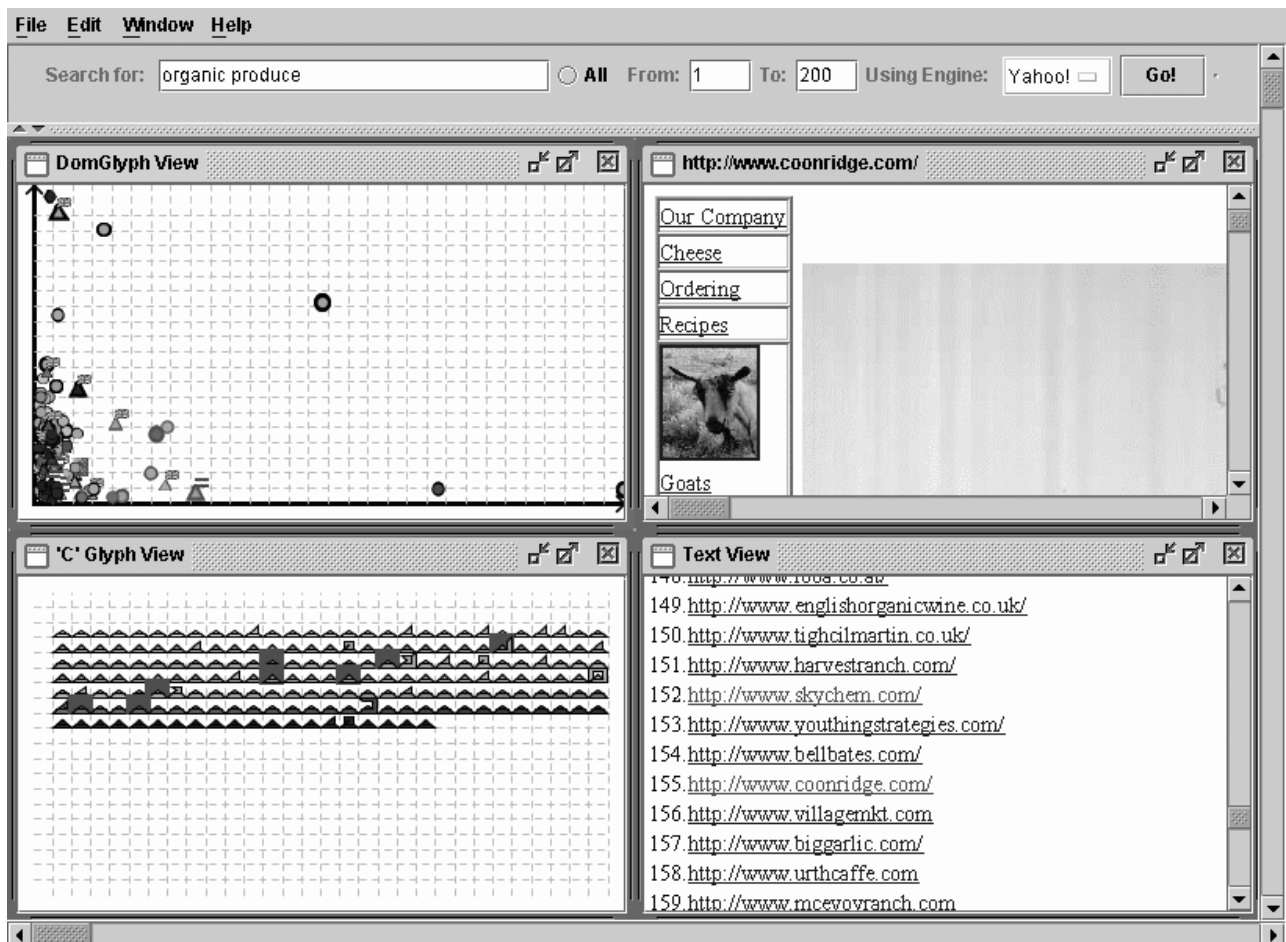 File Edit Window Help
Search for: organic produce All From: 1 To: 200 Using Engine: Yahoo! Go!
DomGlyph View
http://www.coonridge.com/
Our Company
Cheese
Ordering
Recipes
Goats
'C' Glyph View
Text View
149.http://www.englishorganicwine.co.uk/
150.http://www.tighcilmartin.co.uk/
151.http://www.harvestranch.com/
152.http://www.skychem.com/
153.http://www.youthingstrategies.com/
154.http://www.bellbates.com/
155.http://www.coonridge.com/
156.http://www.villagemkt.com
157.http://www.biggarlic.com/
158.http://www.urthcaffe.com
159.http://www.mcevoyranch.com